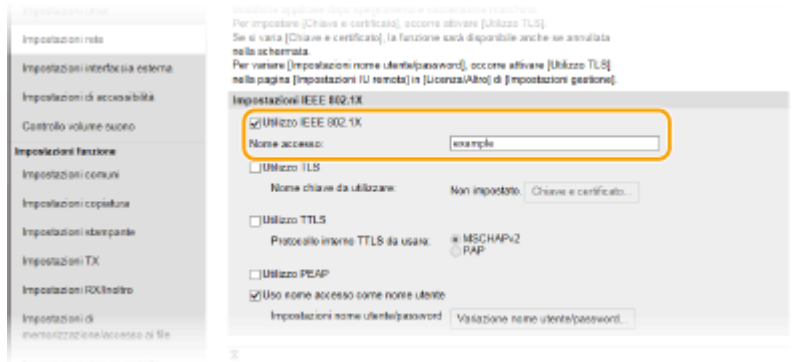 Impostazioni rete
Impostazioni interfaccia esterna
Impostazioni di accessibilità
Controllo volume suono
Impostazioni funzione
Impostazioni comuni
Impostazioni copiatura
Impostazioni stampante
Impostazioni TX
Impostazioni RX/Inoltro
Impostazioni di
memorizzazione/accesso ai file
Per impostare [Chiave e certificato], occorre attivare [Utilizzo TLS].
Se si varia [Chiave e certificato], la funzione sarà disponibile anche se annullata
nella schermata.
Per variare [Impostazioni nome utente/password], occorre attivare [Utilizzo TLS]
nella pagina [Impostazioni IU remota] in [Licenza/Altro] di [Impostazioni gestione].
Impostazioni IEEE 802.1X
Utilizzo IEEE 802.1X
Nome accesso: example
Utilizzo TLS
Nome chiave da utilizzare: Non impostato. Chiave e certificato...
Utilizzo TTLS
Protocollo interno TTLS da usare: MSCHAPv2
PAP
Utilizzo PEAP
Uso nome accesso come nome utente
Impostazioni nome utente/password Variazione nome utente/password...